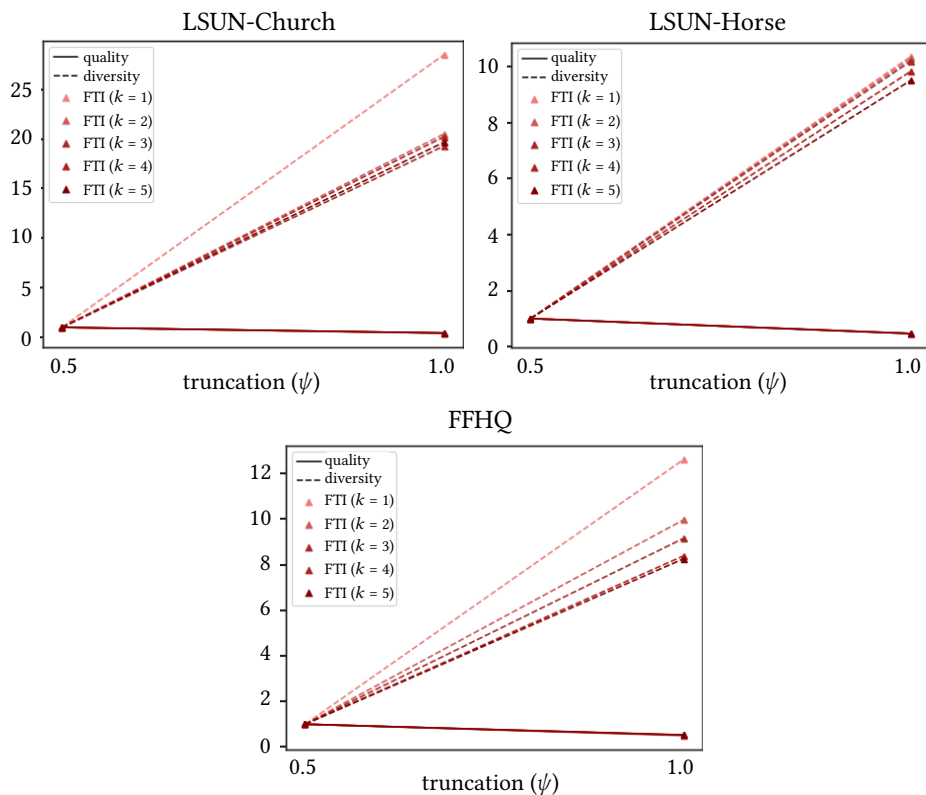 LSUN-Church
quality
diversity
FTI (k = 1)
FTI (k = 2)
FTI (k = 3)
FTI (k = 4)
FTI (k = 5)
25
20
15
10
5
0
0.5
1.0
truncation (ψ)
LSUN-Horse
quality
diversity
FTI (k = 1)
FTI (k = 2)
FTI (k = 3)
FTI (k = 4)
FTI (k = 5)
10
8
6
4
2
0
0.5
1.0
truncation (ψ)
FFHQ
quality
diversity
FTI (k = 1)
FTI (k = 2)
FTI (k = 3)
FTI (k = 4)
FTI (k = 5)
12
10
8
6
4
2
0
0.5
1.0
truncation (ψ)